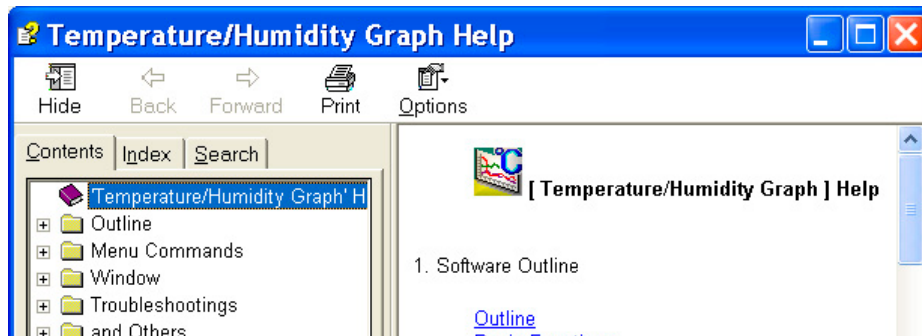 Temperature/Humidity Graph Help
Hide Back Forward Print Options
Contents Index Search
Temperature/Humidity Graph' H
Outline
Menu Commands
Window
Troubleshootings
and Others
°C
[ Temperature/Humidity Graph ] Help
1. Software Outline
Outline